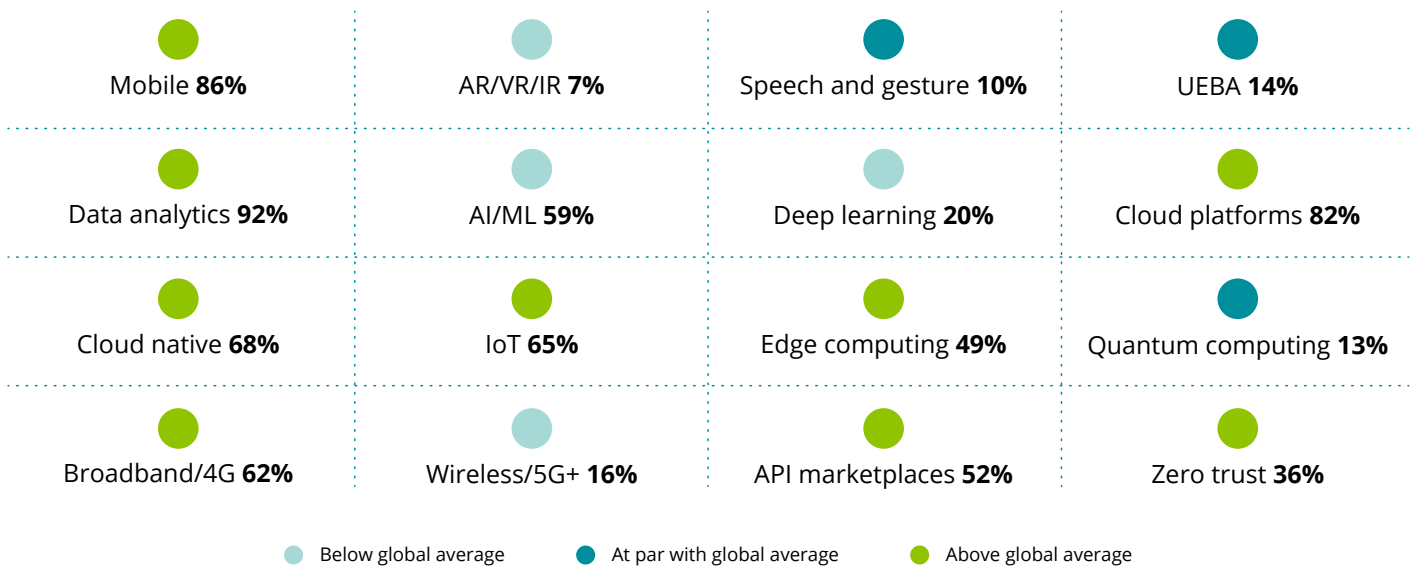 Mobile 86%
AR/VR/IR 7%
Speech and gesture 10%
UEBA 14%
Data analytics 92%
AI/ML 59%
Deep learning 20%
Cloud platforms 82%
Cloud native 68%
IoT 65%
Edge computing 49%
Quantum computing 13%
Broadband/4G 62%
Wireless/5G+ 16%
API marketplaces 52%
Zero trust 36%
Below global average
At par with global average
Above global average